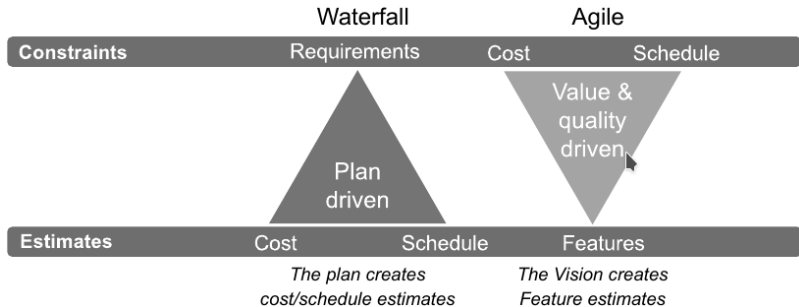 Waterfall Agile
Constraints Requirements Cost Schedule
Value &
quality
driven
Plan
driven
Estimates Cost Schedule Features
The plan creates
cost/schedule estimates
The Vision creates
Feature estimates